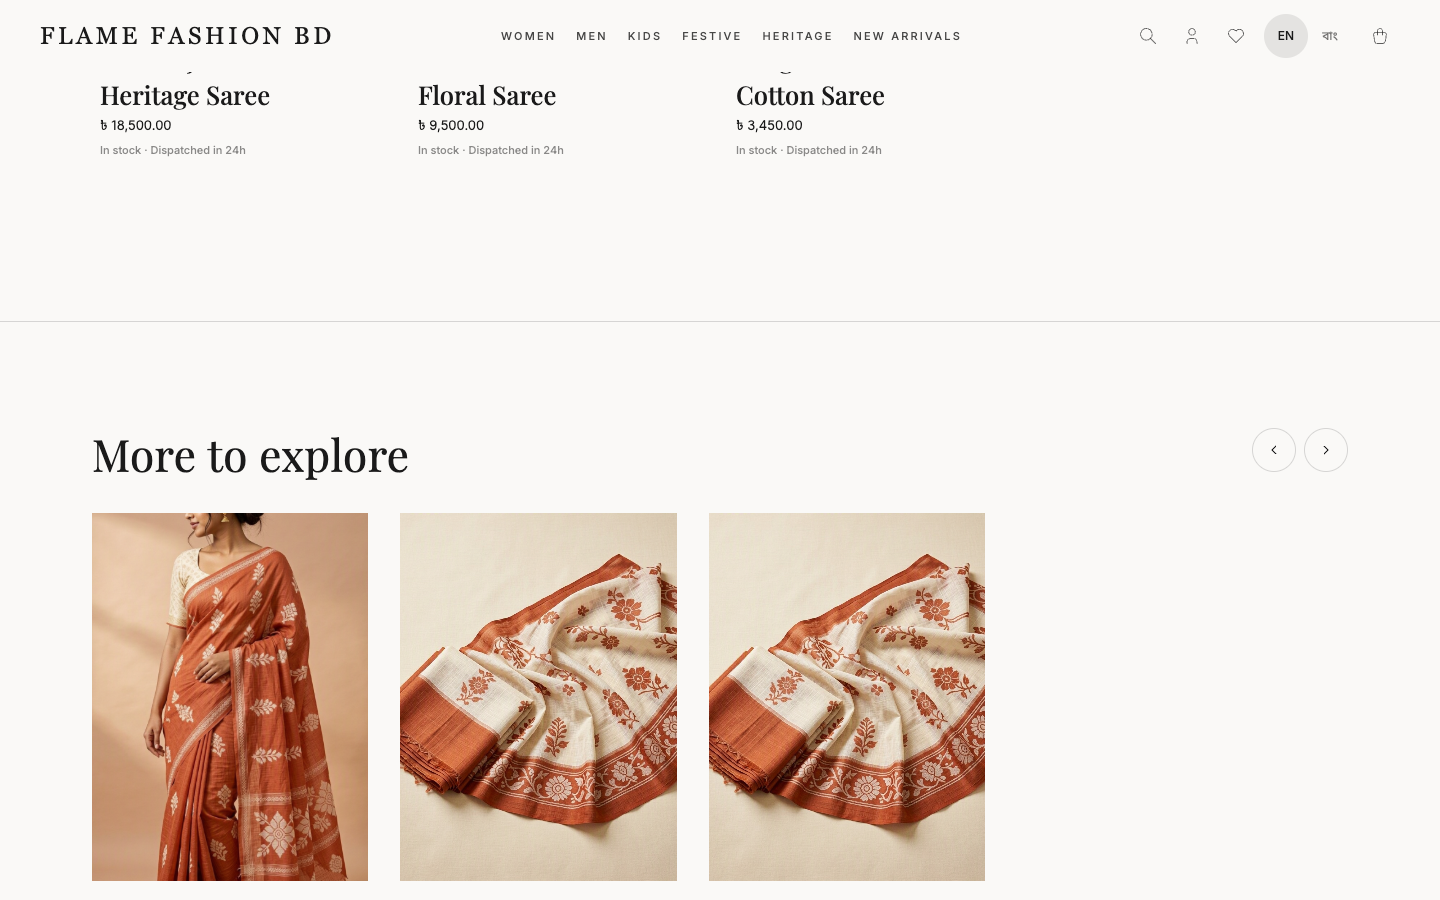 FLAME FASHION BD
WOMEN MEN KIDS FESTIVE HERITAGE NEW ARRIVALS
EN বাং
Heritage Saree
৳ 18,500.00
In stock · Dispatched in 24h
Floral Saree
৳ 9,500.00
In stock · Dispatched in 24h
Cotton Saree
৳ 3,450.00
In stock · Dispatched in 24h
More to explore